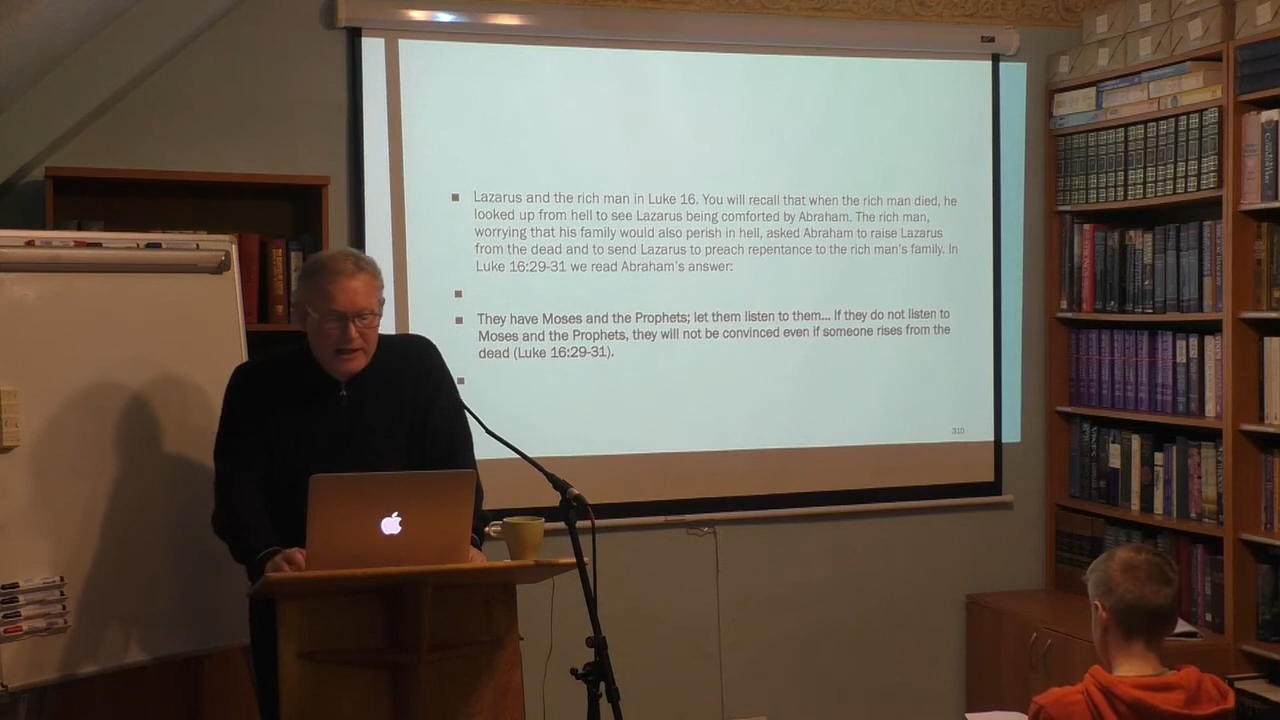 Lazarus and the rich man in Luke 16. You will recall that when the rich man died, he
looked up from hell to see Lazarus being comforted by Abraham. The rich man,
worrying that his family would also perish in hell, asked Abraham to raise Lazarus
from the dead and to send Lazarus to preach repentance to the rich man's family. In
Luke 16:29-31 we read Abraham's answer:
They have Moses and the Prophets; let them listen to them... If they do not listen to
Moses and the Prophets, they will not be convinced even if someone rises from the
dead (Luke 16:29-31).
310